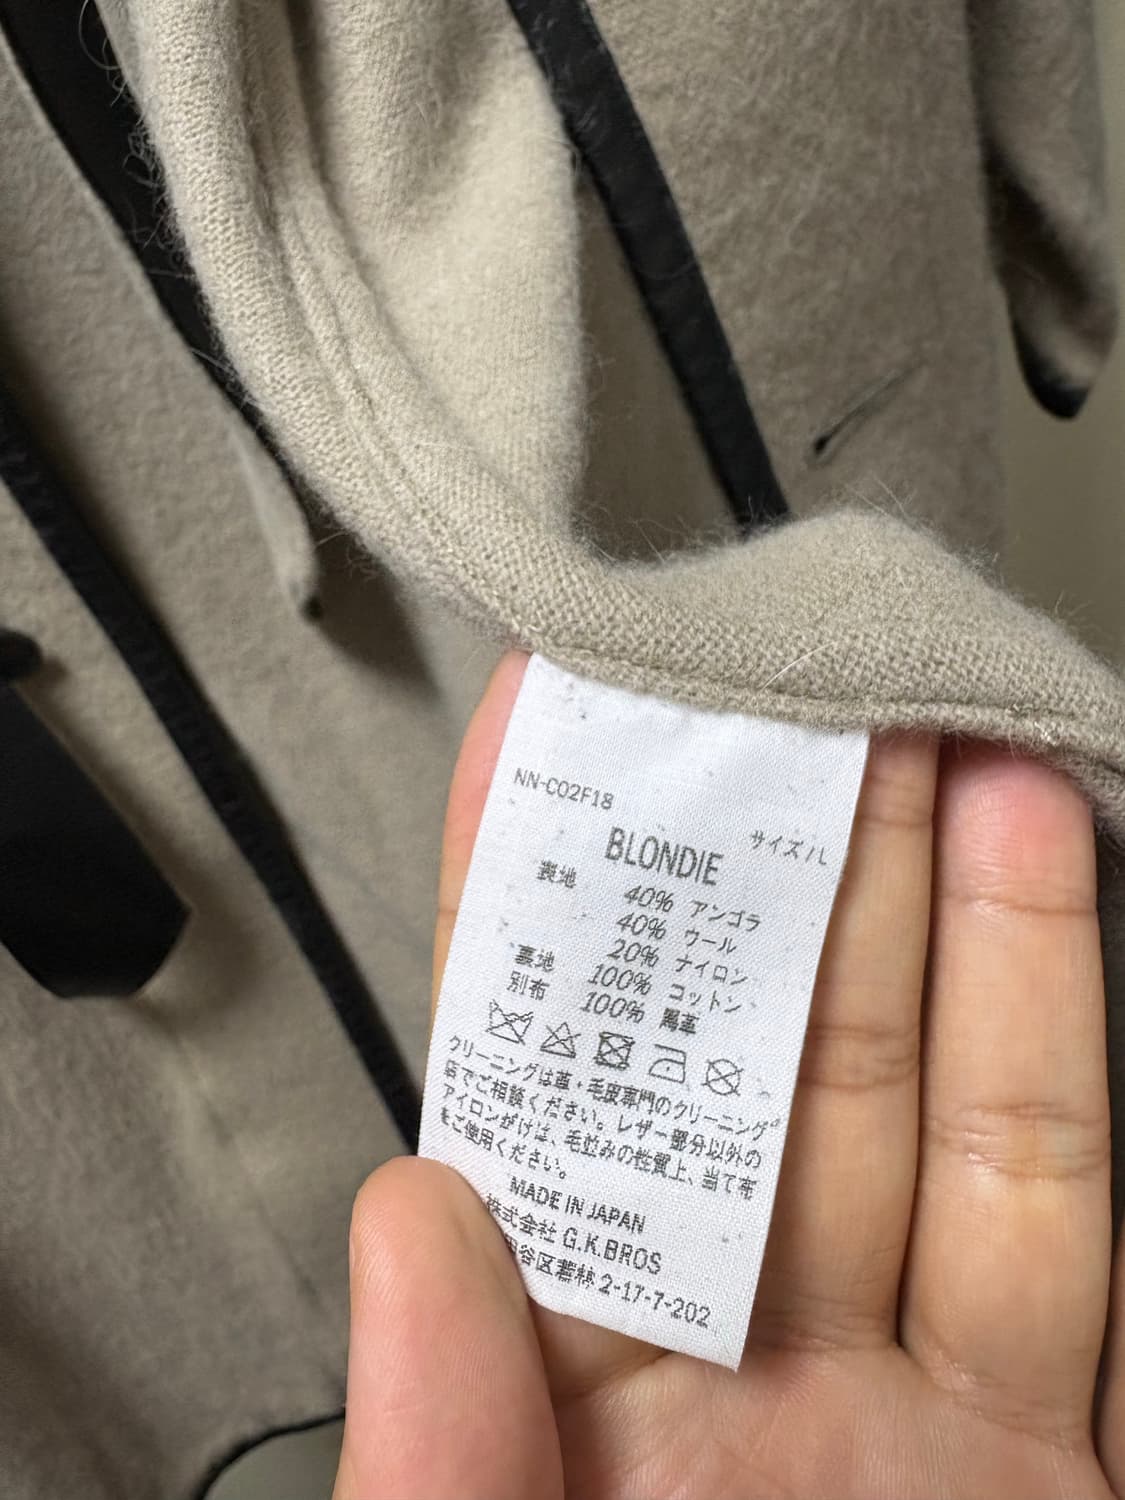 NN-C02F18
サイズ/L
BLONDIE
表地 40% アンゴラ
40% ウール
20% ナイロン
裏地 100% コットン
別布 100% 馬革
クリーニングは革・毛皮専門のクリーニング
店でご相談ください。レザー部分以外の
アイロンがけは、毛並みの性質上、当て布
をご使用ください。
MADE IN JAPAN
株式会社 G.K.BROS
田谷区若林 2-17-7-202